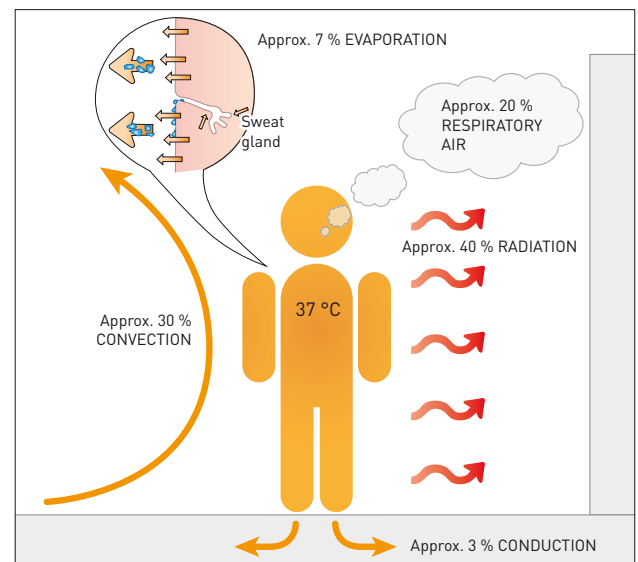 Approx. 7 % EVAPORATION
Sweat
gland
Approx. 20 %
RESPIRATORY
AIR
Approx. 40 % RADIATION
37 °C
Approx. 30 %
CONVECTION
Approx. 3 % CONDUCTION